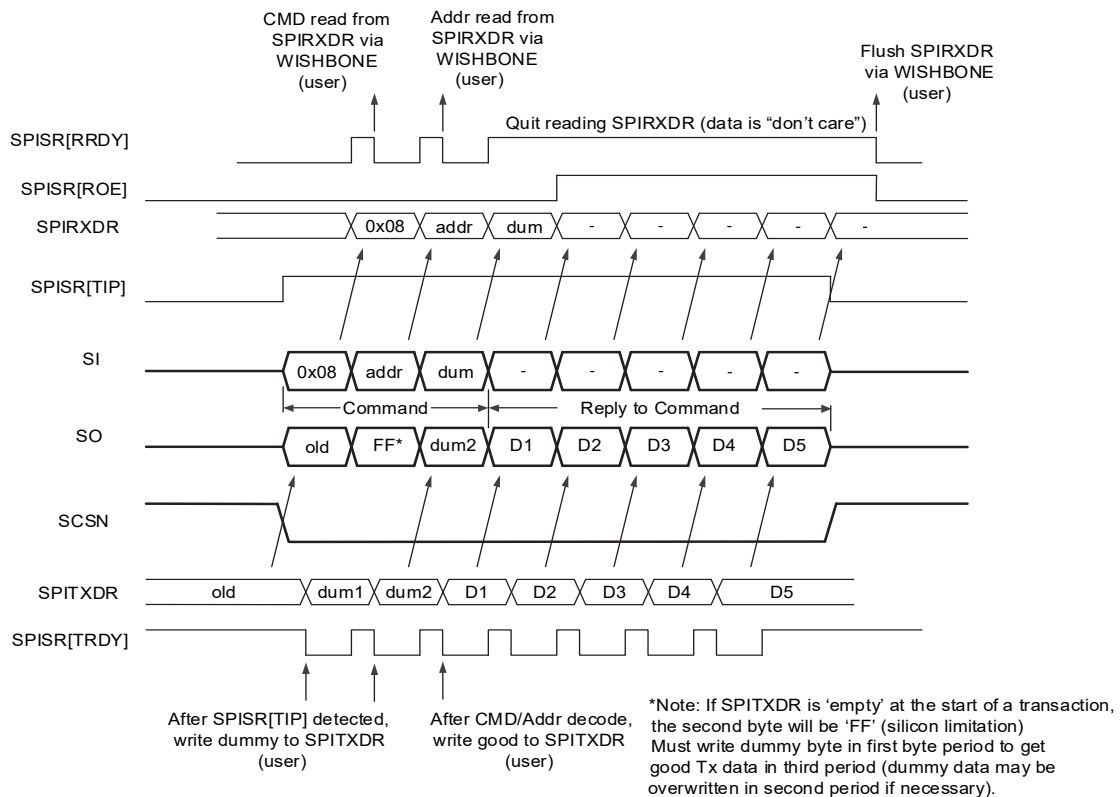 CMD read from
SPIRXDR via
WISHBONE
(user)
Addr read from
SPIRXDR via
WISHBONE
(user)
Flush SPIRXDR
via WISHBONE
(user)
SPISR[RRDY]
Quit reading SPIRXDR (data is “don’t care”)
SPISR[ROE]
SPIRXDR
0x08 addr dum - - - - -
SPISR[TIP]
SI
0x08 addr dum - - - - -
Command Reply to Command
SO
old FF* dum2 D1 D2 D3 D4 D5
SCSN
SPITXDR
old dum1 dum2 D1 D2 D3 D4 D5
SPISR[TRDY]
After SPISR[TIP] detected,
write dummy to SPITXDR
(user)
After CMD/Addr decode,
write good to SPITXDR
(user)
*Note: If SPITXDR is ‘empty’ at the start of a transaction,
the second byte will be ‘FF’ (silicon limitation)
Must write dummy byte in first byte period to get
good Tx data in third period (dummy data may be
overwritten in second period if necessary).